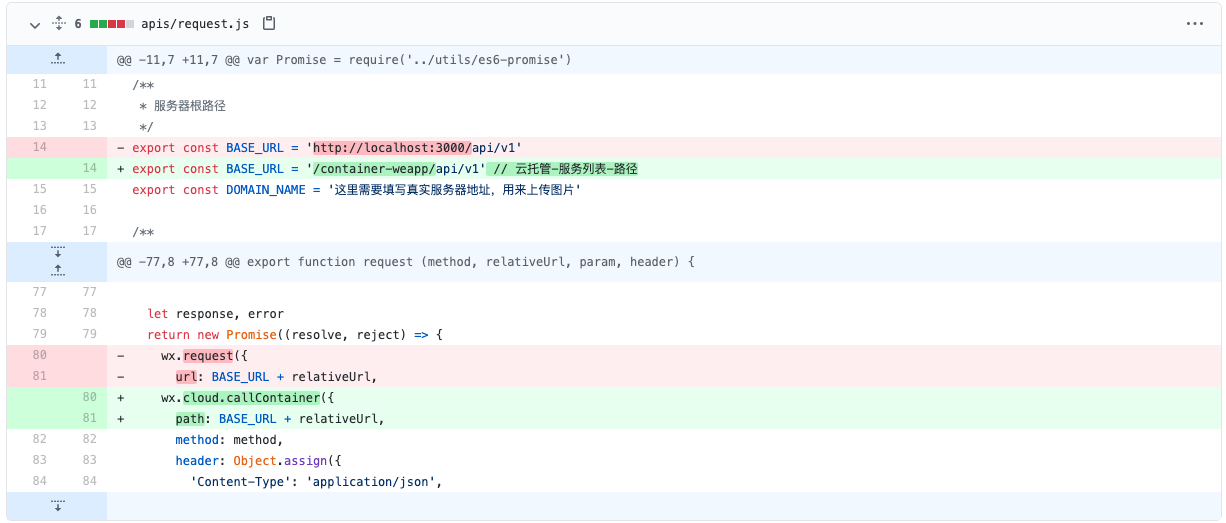 6 apis/request.js
@@ -11,7 +11,7 @@ var Promise = require('../utils/es6-promise')
11 11 /**
12 12 * 服务器根路径
13 13 */
14 - export const BASE_URL = 'http://localhost:3000/api/v1'
14 + export const BASE_URL = '/container-weapp/api/v1' // 云托管-服务列表-路径
15 15 export const DOMAIN_NAME = '这里需要填写真实服务器地址，用来上传图片'
16 16
17 17 /**
@@ -77,8 +77,8 @@ export function request (method, relativeUrl, param, header) {
77 77
78 78 let response, error
79 79 return new Promise((resolve, reject) => {
80 - wx.request({
81 - url: BASE_URL + relativeUrl,
80 + wx.cloud.callContainer({
81 + path: BASE_URL + relativeUrl,
82 82 method: method,
83 83 header: Object.assign({
84 84 'Content-Type': 'application/json',